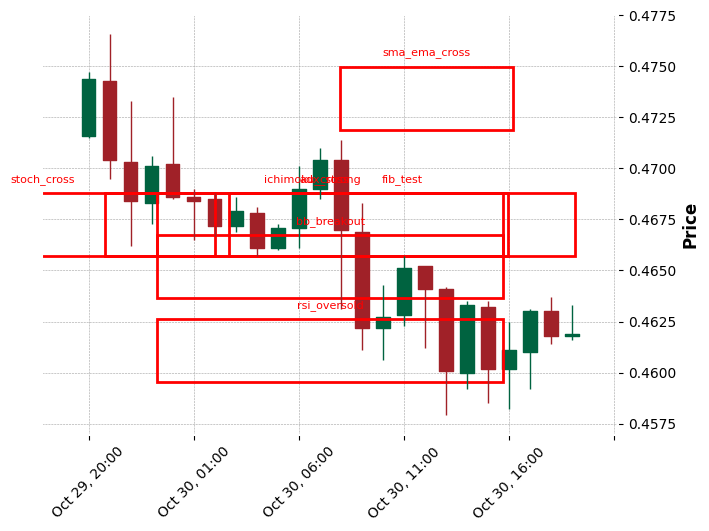 0.4775
sma_ema_cross
0.4750
0.4725
0.4700
stoch_cross
fib_test
0.4675
0.4650
rsi_oversold
0.4625
0.4600
0.4575
Price
Oct 29, 20:00
Oct 30, 01:00
Oct 30, 06:00
Oct 30, 11:00
Oct 30, 16:00